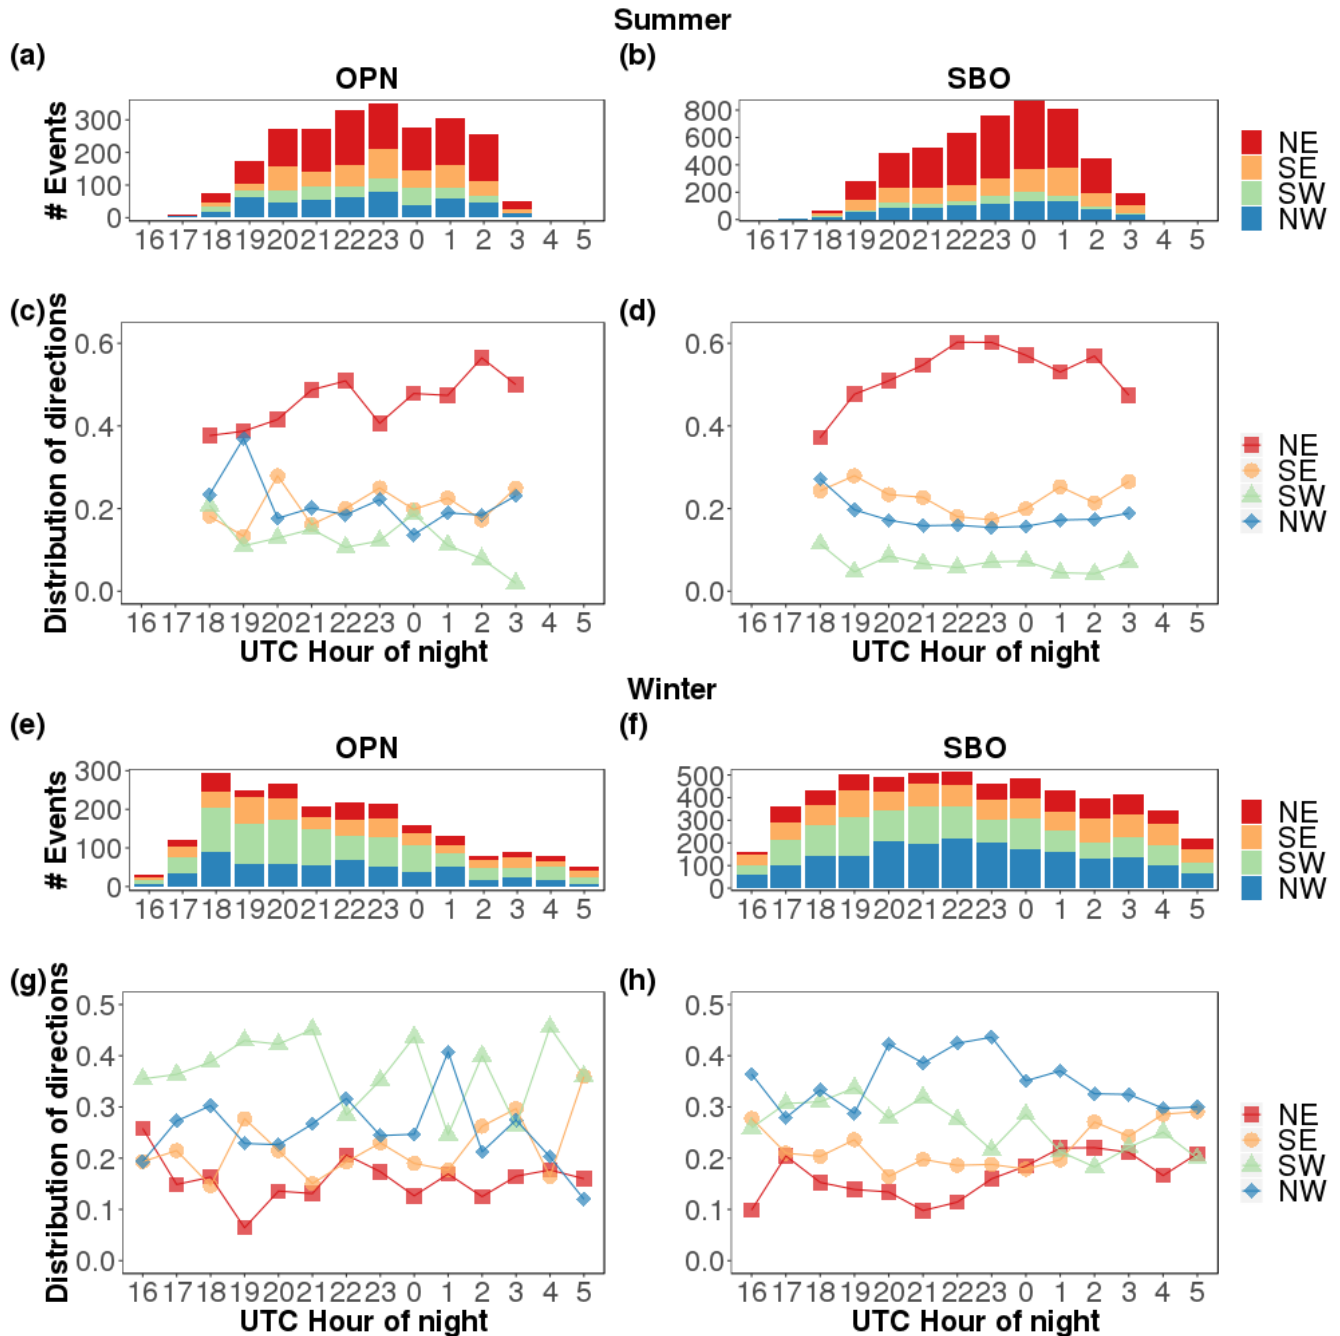 Summer
(a)
(b)
OPN
SBO
# Events
300
200
100
0
16 17 18 19 20 21 22 23 0 1 2 3 4 5
800
600
400
200
0
16 17 18 19 20 21 22 23 0 1 2 3 4 5
NE
SE
SW
NW
(c)
(d)
Distribution of directions
0.6
0.4
0.2
0.0
16 17 18 19 20 21 22 23 0 1 2 3 4 5
UTC Hour of night
0.6
0.4
0.2
0.0
16 17 18 19 20 21 22 23 0 1 2 3 4 5
UTC Hour of night
NE
SE
SW
NW
Winter
(e)
(f)
OPN
SBO
# Events
300
200
100
0
16 17 18 19 20 21 22 23 0 1 2 3 4 5
500
400
300
200
100
0
16 17 18 19 20 21 22 23 0 1 2 3 4 5
NE
SE
SW
NW
(g)
(h)
Distribution of directions
0.5
0.4
0.3
0.2
0.1
0.0
16 17 18 19 20 21 22 23 0 1 2 3 4 5
UTC Hour of night
0.5
0.4
0.3
0.2
0.1
0.0
16 17 18 19 20 21 22 23 0 1 2 3 4 5
UTC Hour of night
NE
SE
SW
NW